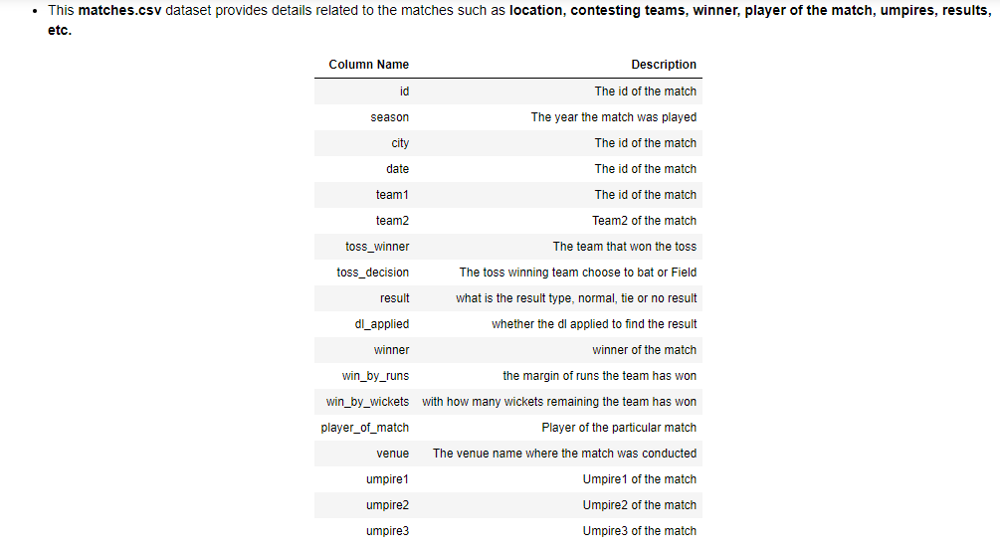 • This matches.csv dataset provides details related to the matches such as location, contesting teams, winner, player of the match, umpires, results,
etc.
Column Name Description
id The id of the match
season The year the match was played
city The id of the match
date The id of the match
team1 The id of the match
team2 Team2 of the match
toss_winner The team that won the toss
toss_decision The toss winning team choose to bat or Field
result what is the result type, normal, tie or no result
dl_applied whether the dl applied to find the result
winner winner of the match
win_by_runs the margin of runs the team has won
win_by_wickets with how many wickets remaining the team has won
player_of_match Player of the particular match
venue The venue name where the match was conducted
umpire1 Umpire1 of the match
umpire2 Umpire2 of the match
umpire3 Umpire3 of the match